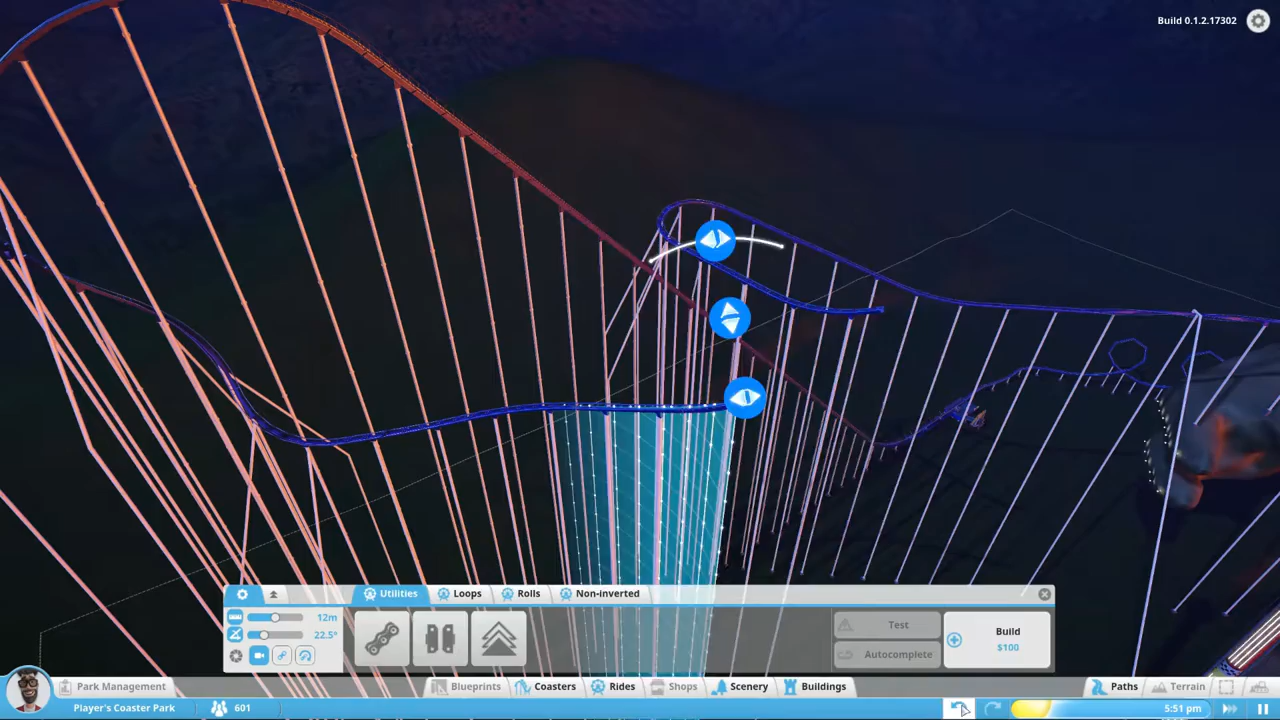 Build 0.1.2.17302
Utilities
Loops
Rolls
Non-inverted
12m
22.5°
Test
Autocomplete
Build
$100
Park Management
Blueprints
Coasters
Rides
Shops
Scenery
Buildings
Paths
Terrain
Player's Coaster Park
601
5:51 pm